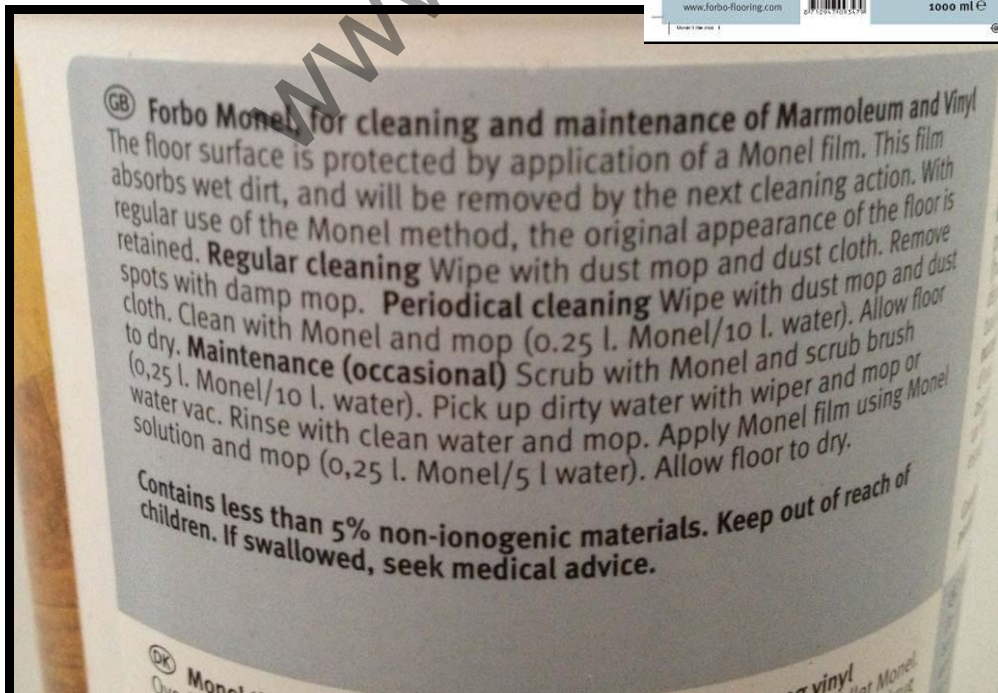 www.forbo-flooring.com
1000 ml e
www
GB Forbo Monel, for cleaning and maintenance of Marmoleum and Vinyl
The floor surface is protected by application of a Monel film. This film
absorbs wet dirt, and will be removed by the next cleaning action. With
regular use of the Monel method, the original appearance of the floor is
retained. Regular cleaning Wipe with dust mop and dust cloth. Remove
spots with damp mop. Periodical cleaning Wipe with dust mop and dust
cloth. Clean with Monel and mop (0.25 l. Monel/10 l. water). Allow floor
to dry. Maintenance (occasional) Scrub with Monel and scrub brush
(0,25 l. Monel/10 l. water). Pick up dirty water with wiper and mop or
water vac. Rinse with clean water and mop. Apply Monel film using Monel
solution and mop (0,25 l. Monel/5 l water). Allow floor to dry.
Contains less than 5% non-ionogenic materials. Keep out of reach of
children. If swallowed, seek medical advice.
DK Monel
vinyl
Monel.